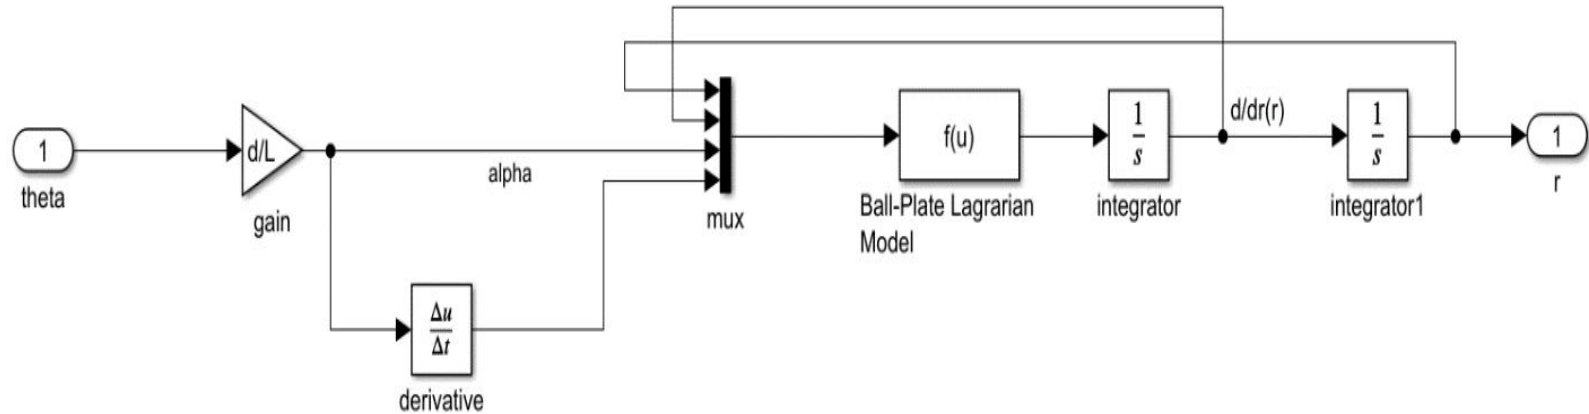 1
theta
d/L
gain
alpha
Δu
Δt
derivative
mux
f(u)
Ball-Plate Lagrarian
Model
1
s
integrator
d/dr(r)
1
s
integrator1
1
r